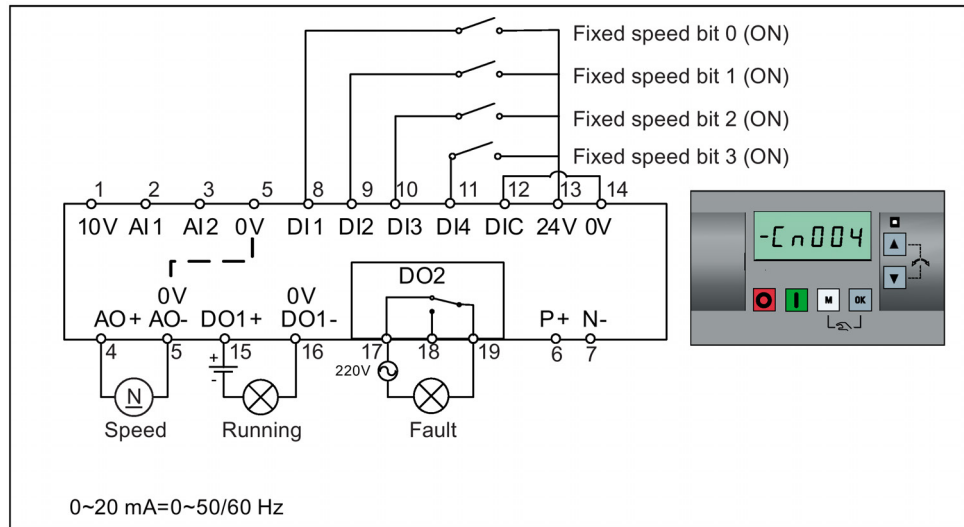 Fixed speed bit 0 (ON)
Fixed speed bit 1 (ON)
Fixed speed bit 2 (ON)
Fixed speed bit 3 (ON)
1 2 3 5 8 9 10 11 12 13 14
10V AI1 AI2 0V DI1 DI2 DI3 DI4 DIC 24V 0V
-Cn004
M OK
DO2
0V 0V
AO+ AO- DO1+ DO1- P+ N-
4 5 15 16 17 18 19 6 7
+
-
220V
N
Speed Running Fault
0~20 mA=0~50/60 Hz